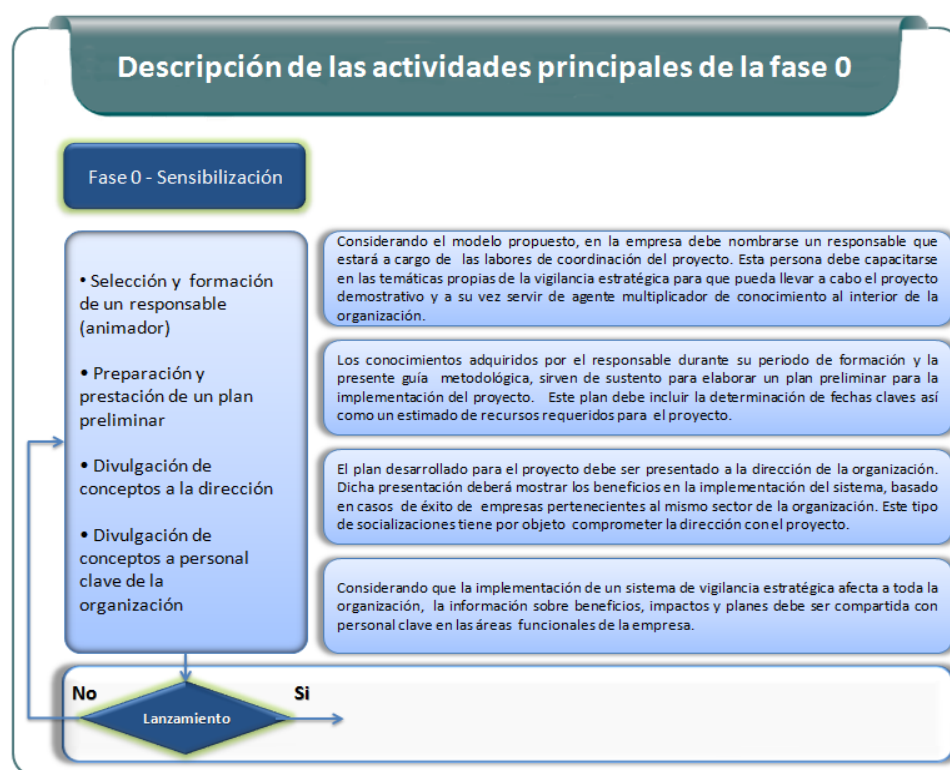 Descripción de las actividades principales de la fase 0
Fase 0 - Sensibilización
• Selección y formación
de un responsable
(animador)
• Preparación y
prestación de un plan
preliminar
• Divulgación de
conceptos a la dirección
• Divulgación de
conceptos a personal
clave de la
organización
Considerando el modelo propuesto, en la empresa debe nombrarse un responsable que
estará a cargo de las labores de coordinación del proyecto. Esta persona debe capacitarse
en las temáticas propias de la vigilancia estratégica para que pueda llevar a cabo el proyecto
demostrativo y a su vez servir de agente multiplicador de conocimiento al interior de la
organización.
Los conocimientos adquiridos por el responsable durante su periodo de formación y la
presente guía metodológica, sirven de sustento para elaborar un plan preliminar para la
implementación del proyecto. Este plan debe incluir la determinación de fechas claves así
como un estimado de recursos requeridos para el proyecto.
El plan desarrollado para el proyecto debe ser presentado a la dirección de la organización.
Dicha presentación deberá mostrar los beneficios en la implementación del sistema, basado
en casos de éxito de empresas pertenecientes al mismo sector de la organización. Este tipo
de socializaciones tiene por objeto comprometer la dirección con el proyecto.
Considerando que la implementación de un sistema de vigilancia estratégica afecta a toda la
organización, la información sobre beneficios, impactos y planes debe ser compartida con
personal clave en las áreas funcionales de la empresa.
No
Si
Lanzamiento